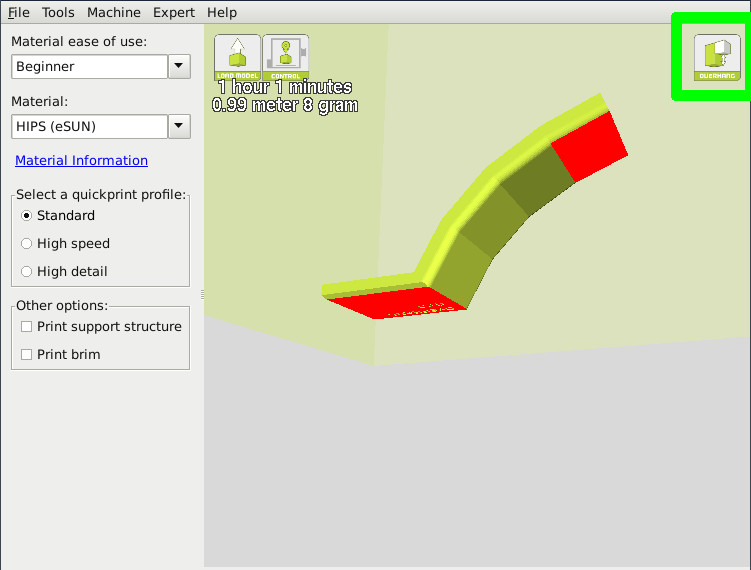 File Tools Machine Expert Help
Material ease of use:
Beginner
Material:
HIPS (eSUN)
Material Information
Select a quickprint profile:
Standard
High speed
High detail
Other options:
Print support structure
Print brim
LOAD MODEL
CONTROL
1 hour 1 minutes
0.99 meter 8 gram
OVERHANG